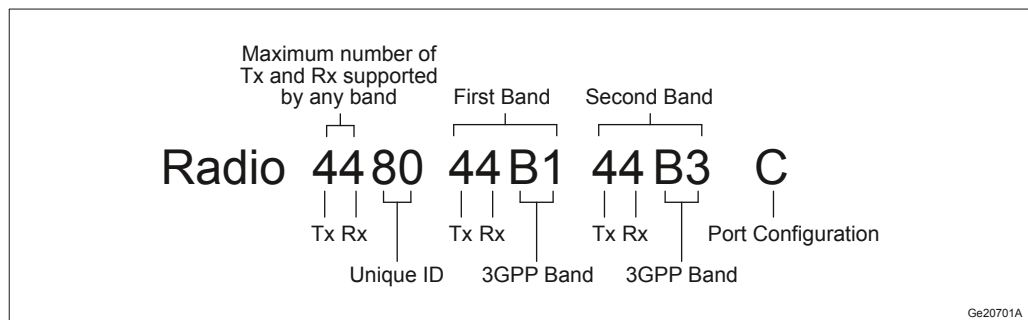 Maximum number of
Tx and Rx supported
by any band
First Band
Second Band
Radio 4480 44B1 44B3 C
Tx Rx
Tx Rx
Tx Rx
Port Configuration
Unique ID
3GPP Band
3GPP Band
Ge20701A